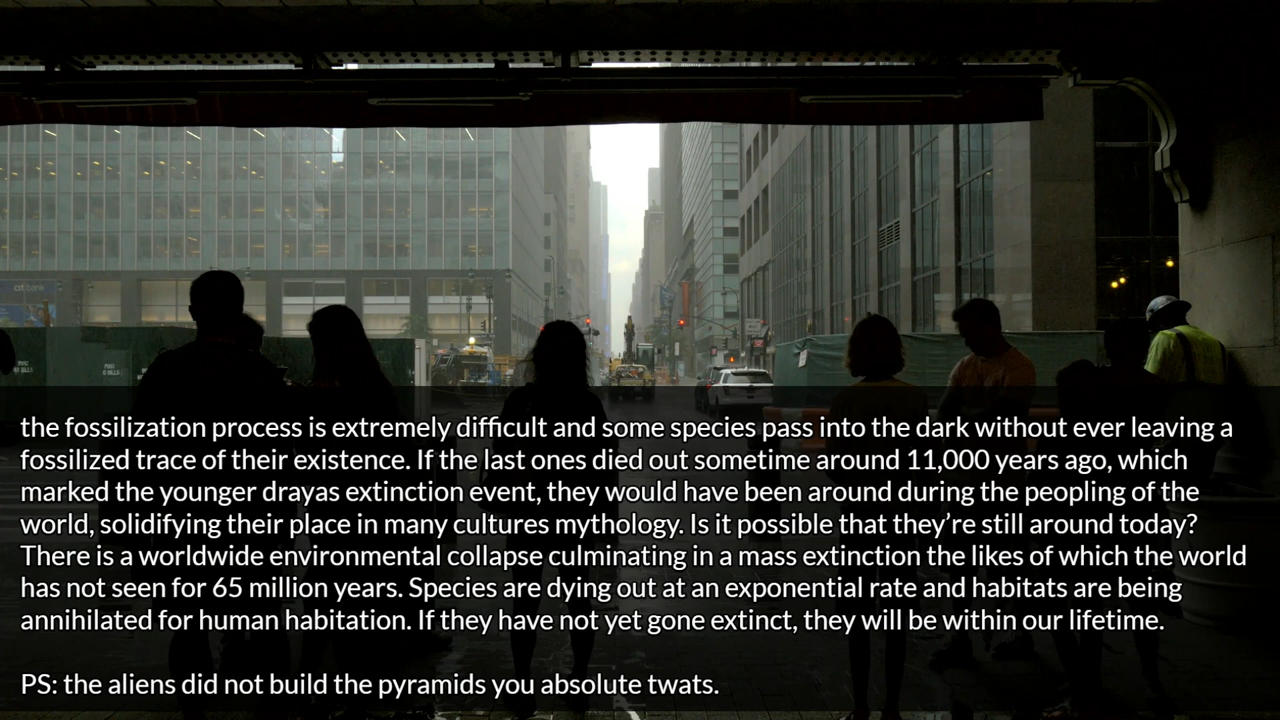 cst bank
the fossilization process is extremely difficult and some species pass into the dark without ever leaving a
fossilized trace of their existence. If the last ones died out sometime around 11,000 years ago, which
marked the younger drayas extinction event, they would have been around during the peopling of the
world, solidifying their place in many cultures mythology. Is it possible that they’re still around today?
There is a worldwide environmental collapse culminating in a mass extinction the likes of which the world
has not seen for 65 million years. Species are dying out at an exponential rate and habitats are being
annihilated for human habitation. If they have not yet gone extinct, they will be within our lifetime.
PS: the aliens did not build the pyramids you absolute twats.